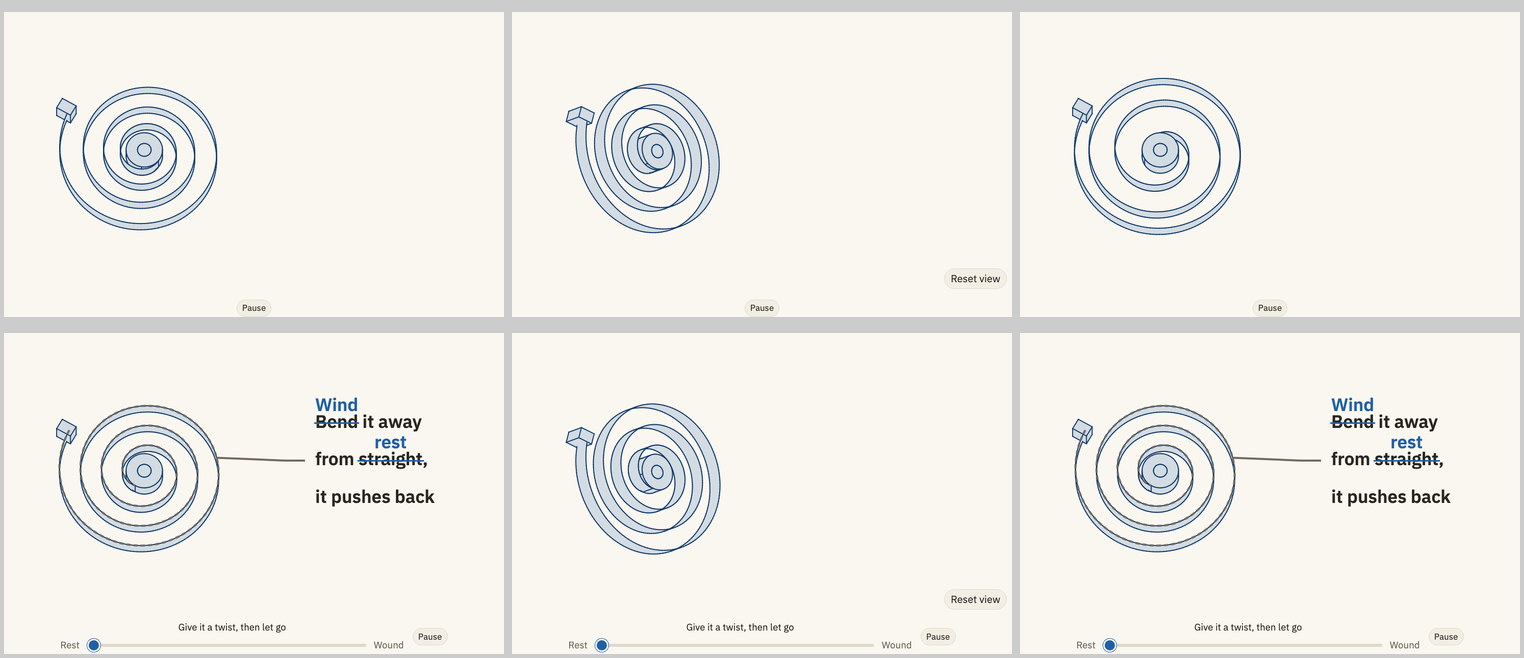 Pause
Reset view
Pause
Pause
Wind
Bend it away
rest
from straight,
it pushes back
Give it a twist, then let go
Rest
Wound
Pause
Reset view
Give it a twist, then let go
Rest
Wound
Pause
Wind
Bend it away
rest
from straight,
it pushes back
Give it a twist, then let go
Rest
Wound
Pause